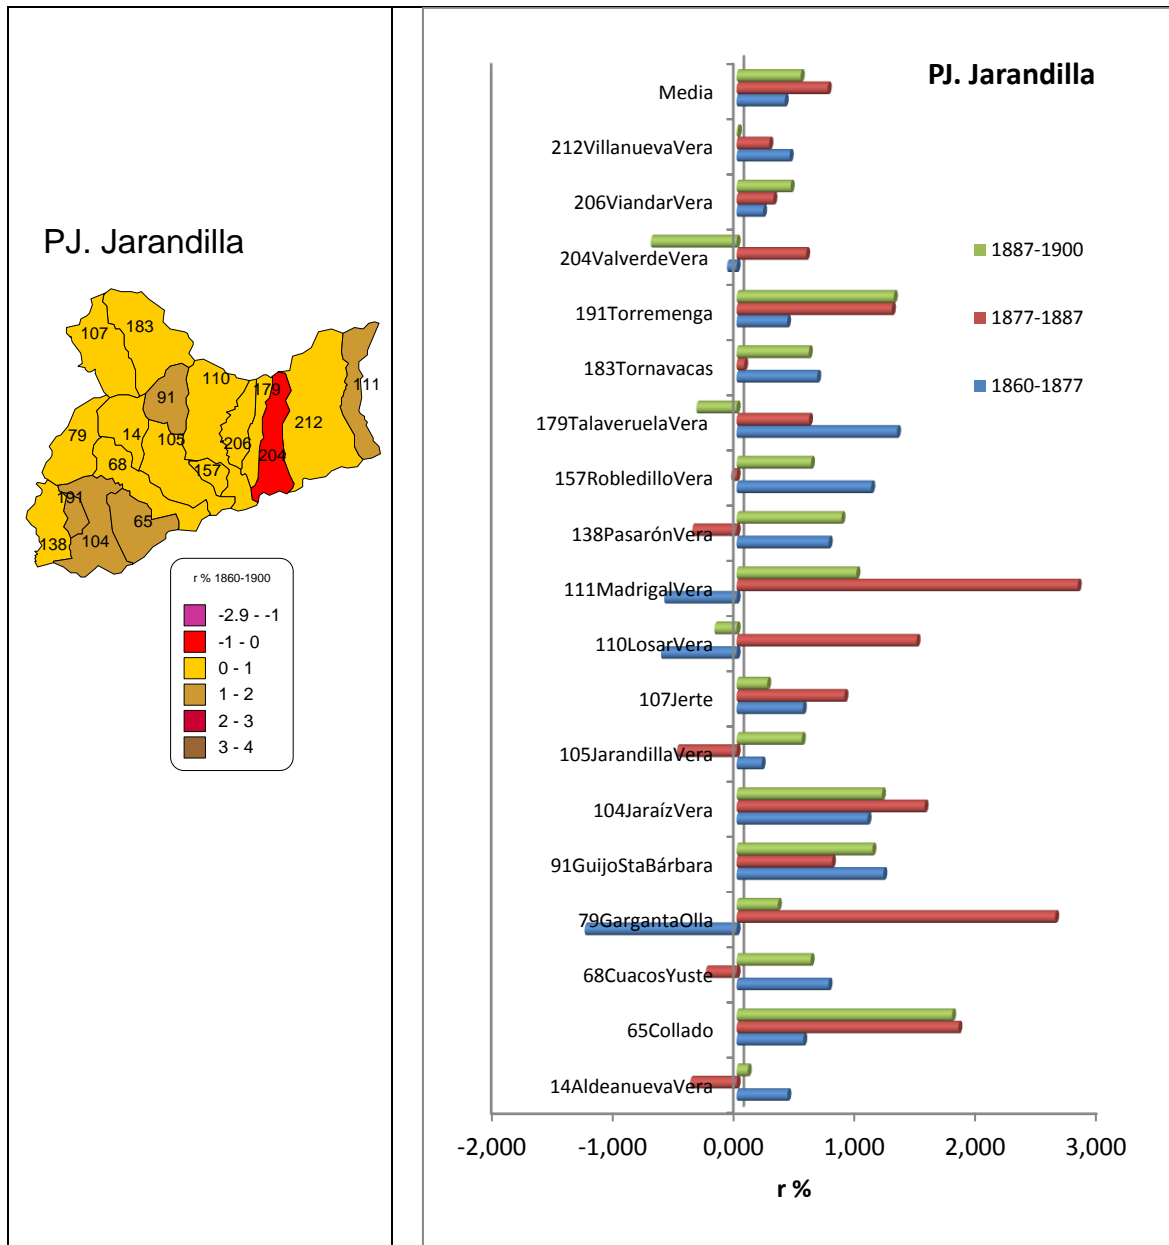 PJ. Jarandilla
107
183
110
179
111
91
212
79
14
105
206
68
157
204
191
65
138
104
r % 1860-1900
-2.9 - -1
-1 - 0
0 - 1
1 - 2
2 - 3
3 - 4
PJ. Jarandilla
Media
212VillanuevaVera
206ViandarVera
204ValverdeVera
191Torremenga
183Tornavacas
179TalaveruelaVera
157RobledilloVera
138PasarónVera
111MadrigalVera
110LosarVera
107Jerte
105JarandillaVera
104JaraízVera
91GuijoStaBárbara
79GargantaOlla
68CuacosYuste
65Collado
14AldeanuevaVera
1887-1900
1877-1887
1860-1877
-2,000 -1,000 0,000 1,000 2,000 3,000
r %